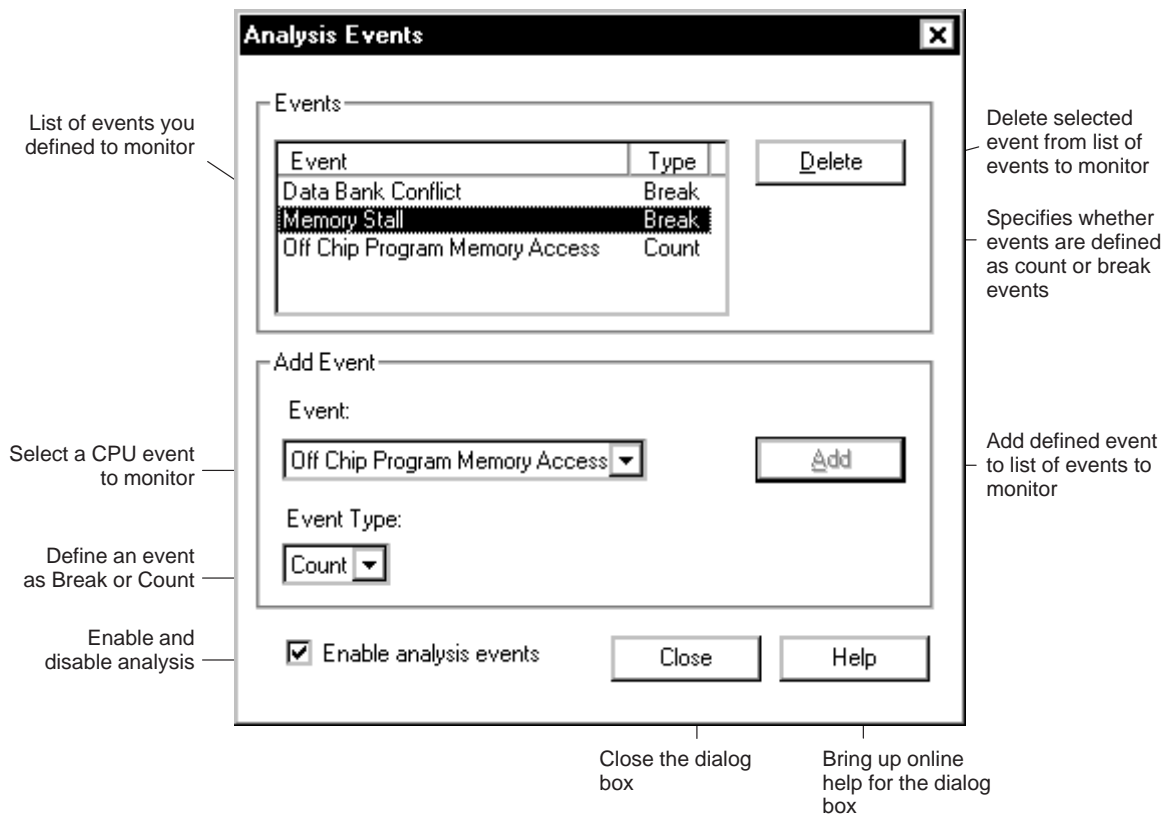 Analysis Events
Events
List of events you
defined to monitor
Event Type
Data Bank Conflict Break
Memory Stall Break
Off Chip Program Memory Access Count
Delete
Delete selected
event from list of
events to monitor
Specifies whether
events are defined
as count or break
events
Add Event
Event:
Select a CPU event
to monitor
Off Chip Program Memory Access
Add
Add defined event
to list of events to
monitor
Event Type:
Define an event
as Break or Count
Count
Enable and
disable analysis
Enable analysis events
Close
Help
Close the dialog
box
Bring up online
help for the dialog
box